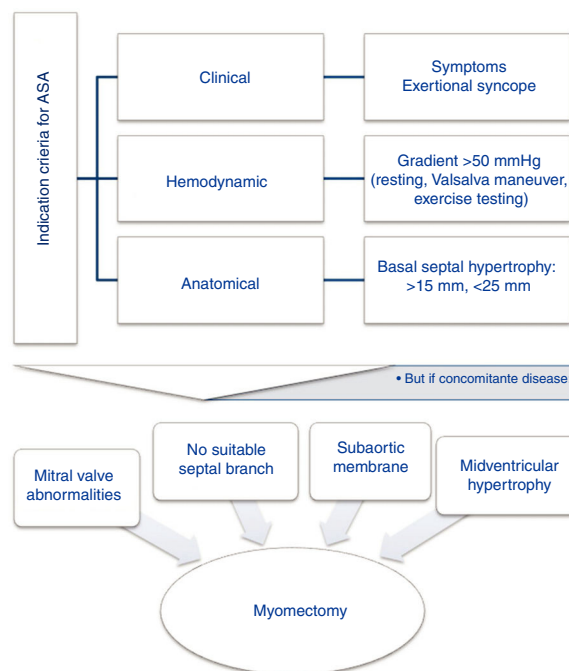 Indication crieria for ASA
Clinical
Symptoms
Exertional syncope
Hemodynamic
Gradient >50 mmHg
(resting, Valsalva maneuver,
exercise testing)
Anatomical
Basal septal hypertrophy:
>15 mm, <25 mm
• But if concomitante disease
Mitral valve
abnormalities
No suitable
septal branch
Subaortic
membrane
Midventricular
hypertrophy
Myomectomy